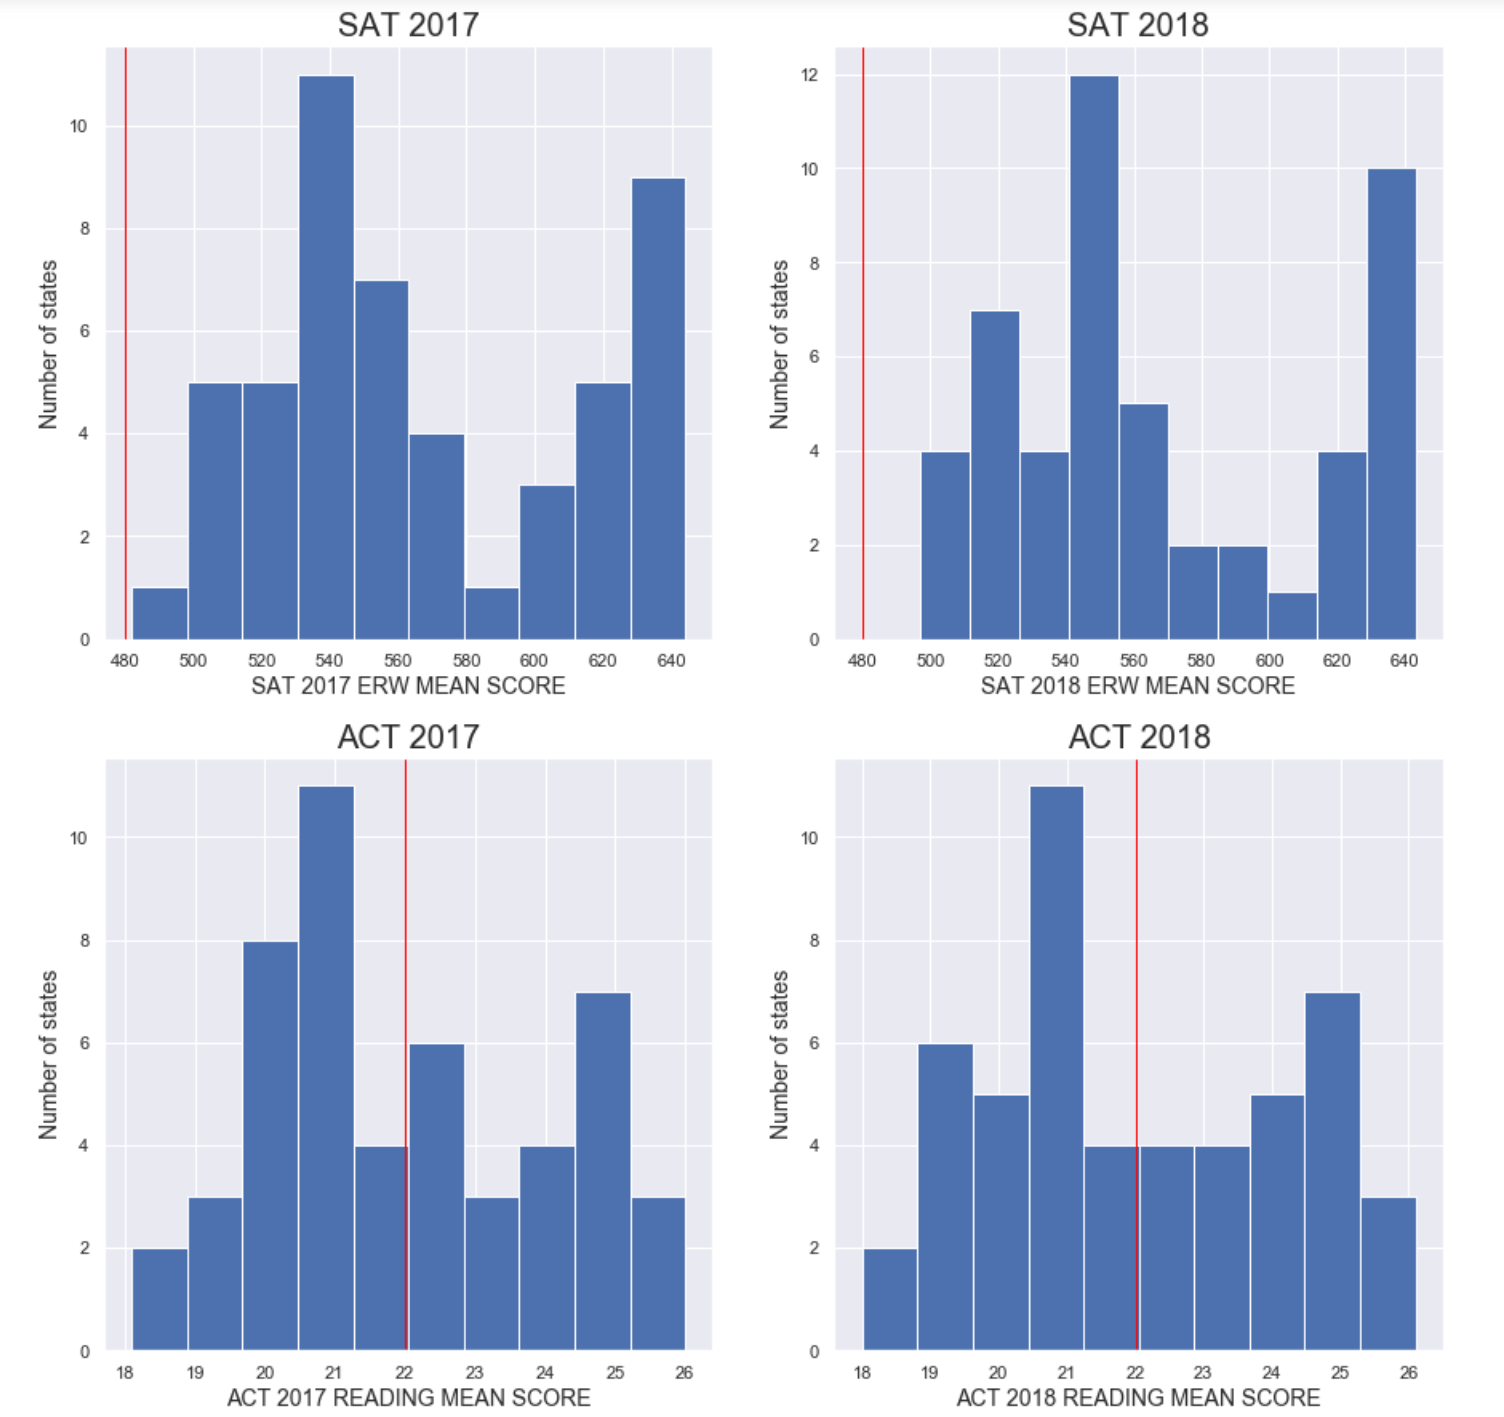 SAT 2017
Number of states
10
8
6
4
2
0
480 500 520 540 560 580 600 620 640
SAT 2017 ERW MEAN SCORE
SAT 2018
Number of states
12
10
8
6
4
2
0
480 500 520 540 560 580 600 620 640
SAT 2018 ERW MEAN SCORE
ACT 2017
Number of states
10
8
6
4
2
0
18 19 20 21 22 23 24 25 26
ACT 2017 READING MEAN SCORE
ACT 2018
Number of states
10
8
6
4
2
0
18 19 20 21 22 23 24 25 26
ACT 2018 READING MEAN SCORE